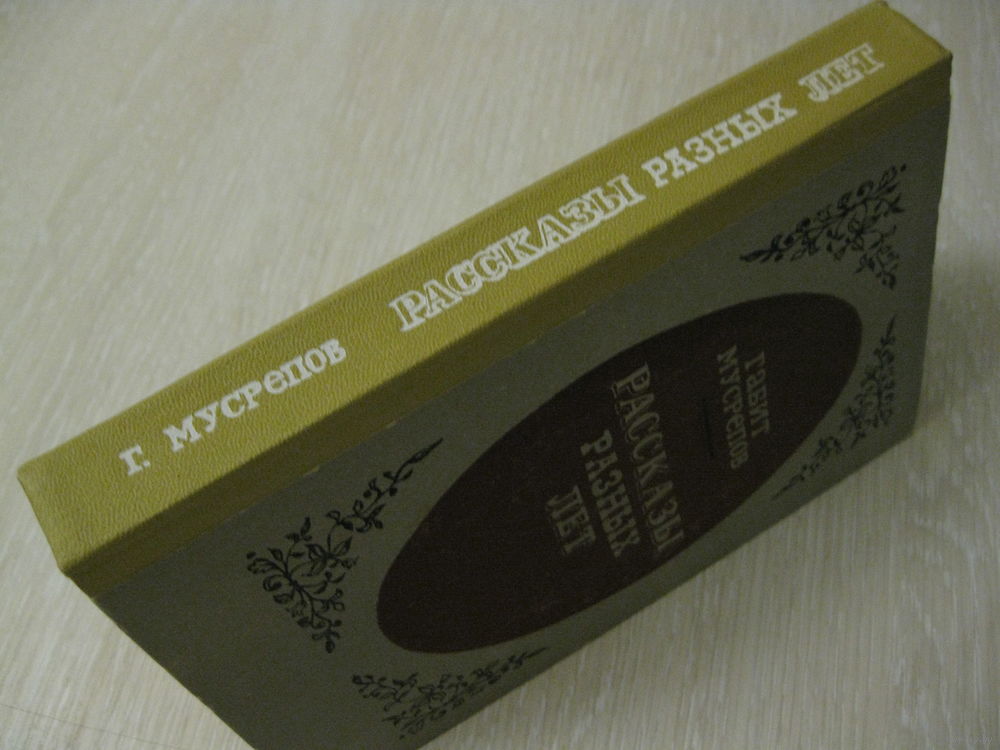 Г. МУСРЕПОВ РАССКАЗЫ РАЗНЫХ ЛЕТ
ГАБИТ
МУСРЕПОВ
РАССКАЗЫ
РАЗНЫХ
ЛЕТ